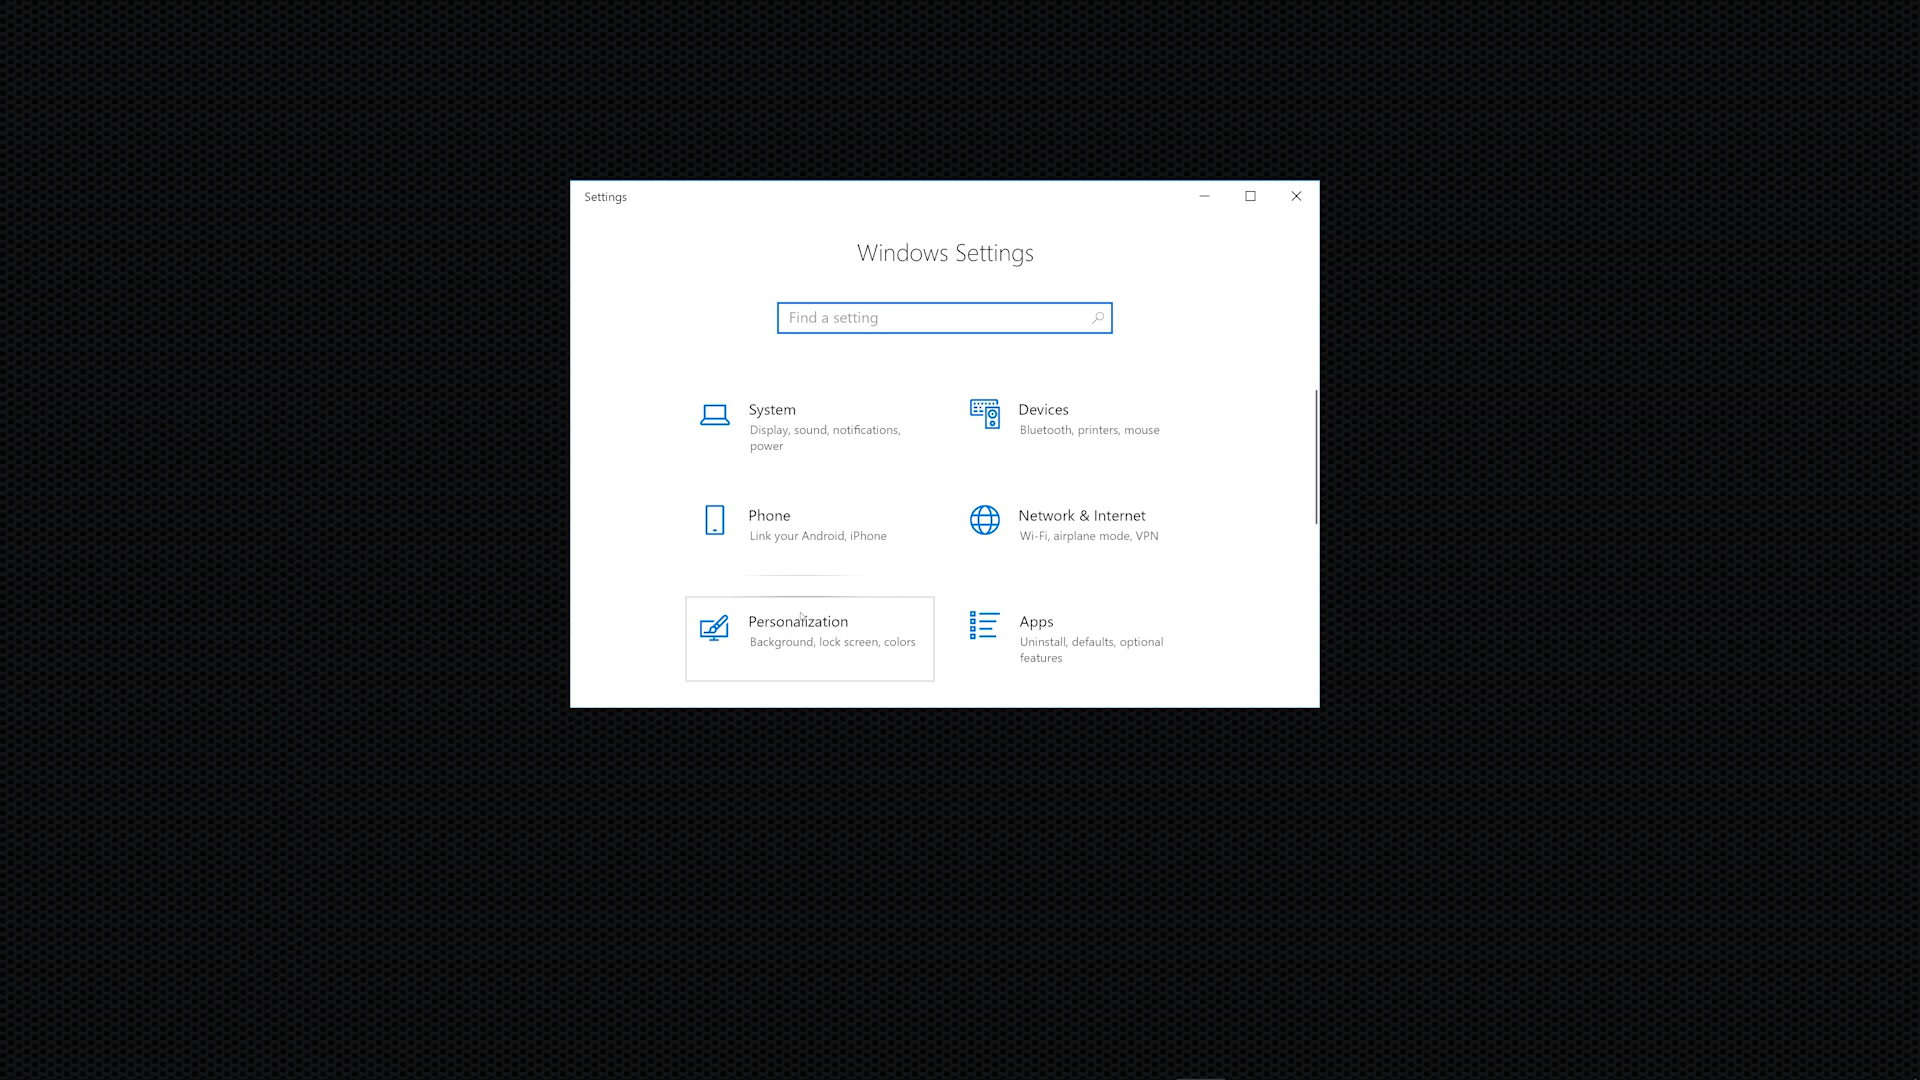 Settings
Windows Settings
Find a setting
System
Display, sound, notifications,
power
Devices
Bluetooth, printers, mouse
Phone
Link your Android, iPhone
Network & Internet
Wi-Fi, airplane mode, VPN
Personalization
Background, lock screen, colors
Apps
Uninstall, defaults, optional
features